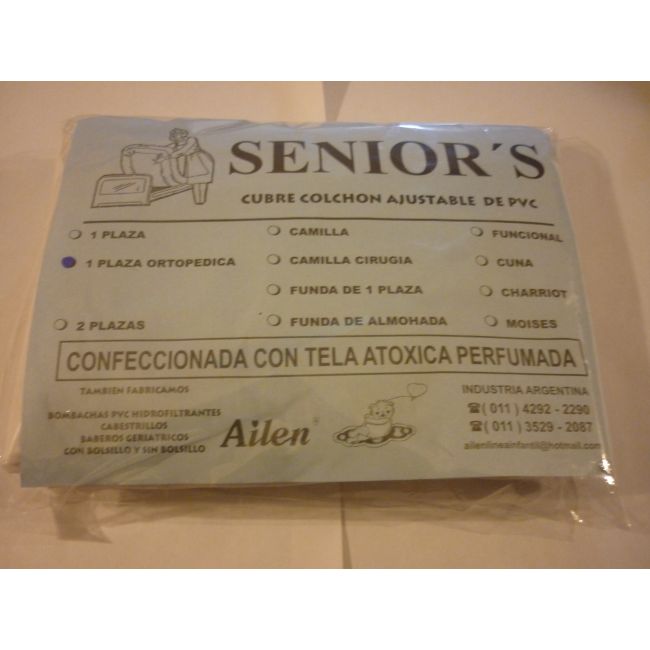 SENIOR´S
CUBRE COLCHON AJUSTABLE DE PVC
1 PLAZA
1 PLAZA ORTOPEDICA
2 PLAZAS
CAMILLA
CAMILLA CIRUGIA
FUNDA DE 1 PLAZA
FUNDA DE ALMOHADA
FUNCIONAL
CUNA
CHARRIOT
MOISES
CONFECCIONADA CON TELA ATOXICA PERFUMADA
TAMBIEN FABRICAMOS
BOMBACHAS PVC HIDROFILTRANTES
CABESTRILLOS
BABEROS GERIATRICOS
CON BOLSILLO Y SIN BOLSILLO
Ailen®
INDUSTRIA ARGENTINA
☎( 011 ) 4292 - 2290
☎( 011 ) 3529 - 2087
ailenlineainfantil@hotmail.com